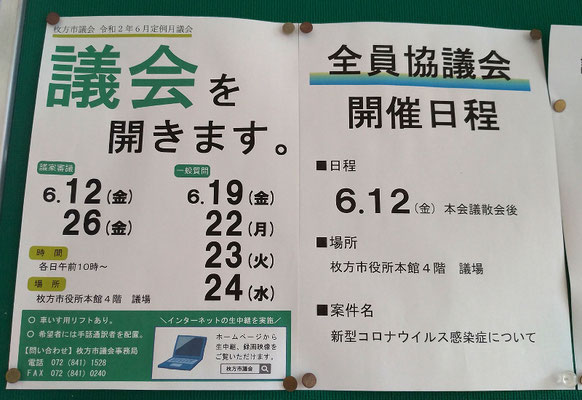 枚方市議会 令和２年６月定例月議会
議会を
開きます。
議案審議
6.12(金)
26(金)
一般質問
6.19(金)
22(月)
23(火)
24(水)
時間
各日午前10時〜
場所
枚方市役所本館４階 議場
〇 車いす用リフトあり。
〇 希望者には手話通訳者を配置。
【問い合わせ】枚方市議会事務局
電話 072（841）1528
ＦＡＸ 072（841）0240
＼インターネットの生中継を実施／
ホームページから
生中継、録画映像を
ご覧いただけます。
枚方市議会
全員協議会
開催日程
■日程
6.12(金) 本会議散会後
■場所
枚方市役所本館４階 議場
■案件名
新型コロナウイルス感染症について